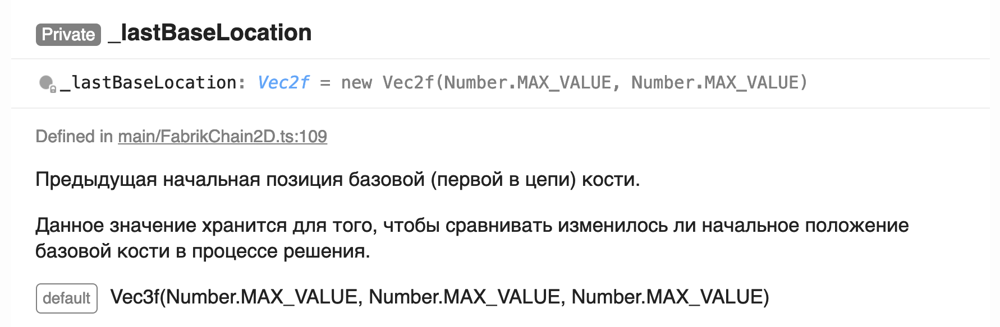 Private _lastBaseLocation
_lastBaseLocation: Vec2f = new Vec2f(Number.MAX_VALUE, Number.MAX_VALUE)
Defined in main/FabrikChain2D.ts:109
Предыдущая начальная позиция базовой (первой в цепи) кости.
Данное значение хранится для того, чтобы сравнивать изменилось ли начальное положение
базовой кости в процессе решения.
default Vec3f(Number.MAX_VALUE, Number.MAX_VALUE, Number.MAX_VALUE)